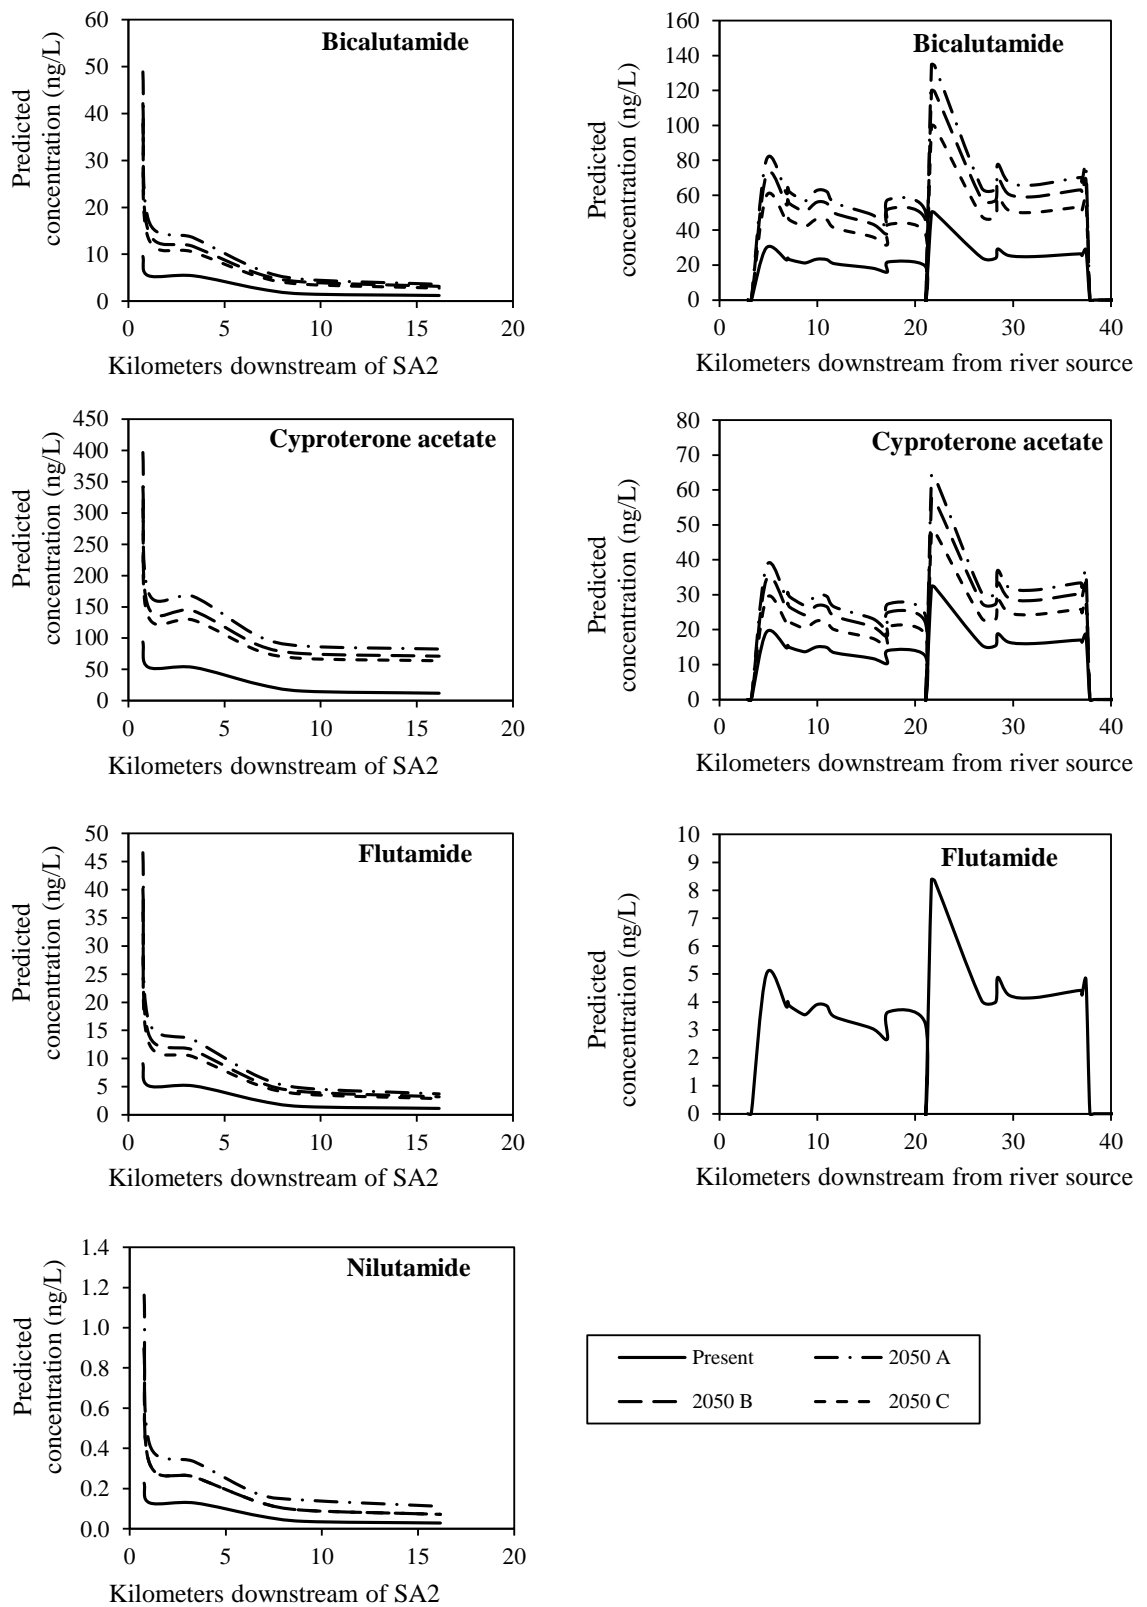 Bicalutamide
Predicted
concentration (ng/L)
60
50
40
30
20
10
0
0 5 10 15 20
Kilometers downstream of SA2
Bicalutamide
Predicted
concentration (ng/L)
160
140
120
100
80
60
40
20
0
0 10 20 30 40
Kilometers downstream from river source
Cyproterone acetate
Predicted
concentration (ng/L)
450
400
350
300
250
200
150
100
50
0
0 5 10 15 20
Kilometers downstream of SA2
Cyproterone acetate
Predicted
concentration (ng/L)
80
70
60
50
40
30
20
10
0
0 10 20 30 40
Kilometers downstream from river source
Flutamide
Predicted
concentration (ng/L)
50
45
40
35
30
25
20
15
10
5
0
0 5 10 15 20
Kilometers downstream of SA2
Flutamide
Predicted
concentration (ng/L)
10
9
8
7
6
5
4
3
2
1
0
0 10 20 30 40
Kilometers downstream from river source
Nilutamide
Predicted
concentration (ng/L)
1.4
1.2
1.0
0.8
0.6
0.4
0.2
0.0
0 5 10 15 20
Kilometers downstream of SA2
Present 2050 A
2050 B 2050 C